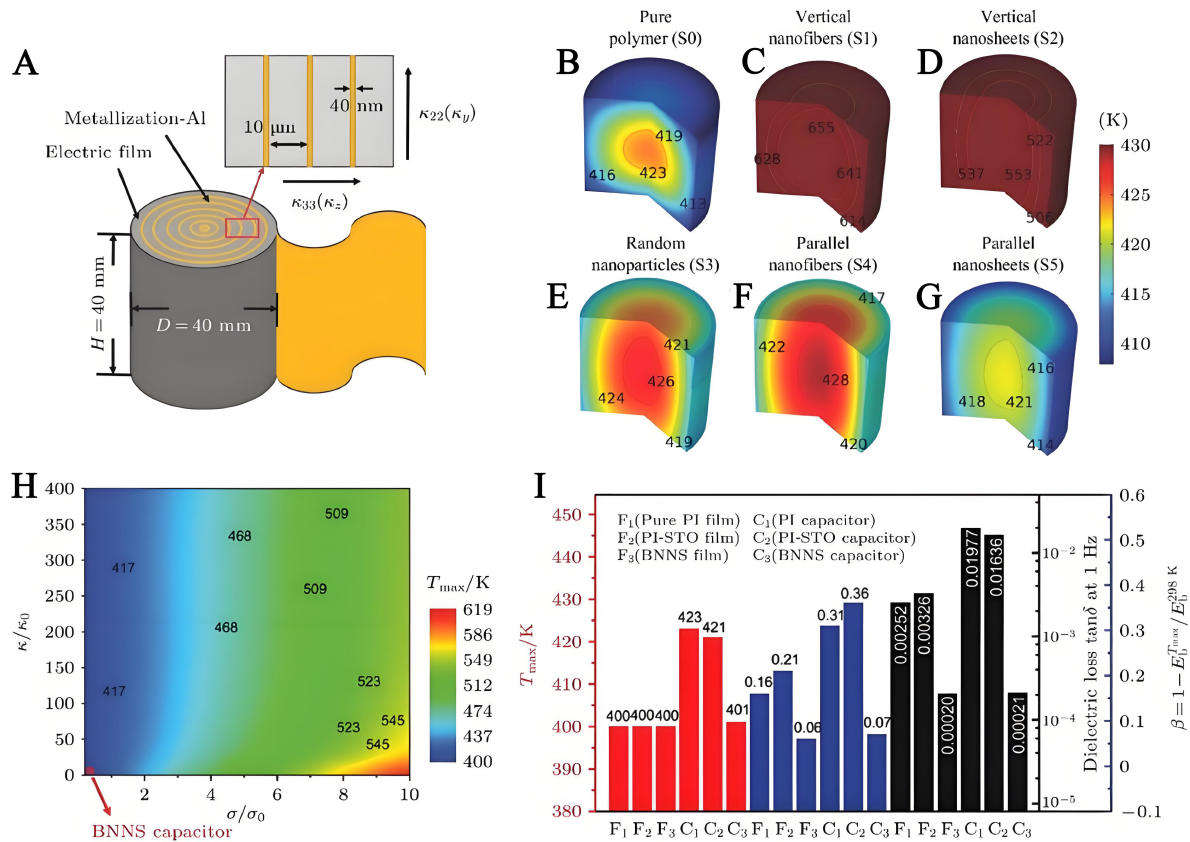 A
Metallization-Al
Electric film
10 μm
40 nm
κ22(κy)
κ33(κz)
H=40 mm
D=40 mm
Pure
polymer (S0)
B
419
416
423
413
Vertical
nanofibers (S1)
C
655
628
641
614
Vertical
nanosheets (S2)
D
522
537
553
506
Random
nanoparticles (S3)
E
421
426
424
419
Parallel
nanofibers (S4)
F
417
422
428
420
Parallel
nanosheets (S5)
G
416
418
421
414
(K)
430
425
420
415
410
H
κ/κ0
400
350
300
250
200
150
100
50
0
2
4
6
8
10
σ/σ0
417
468
509
509
468
417
523
523
545
545
BNNS capacitor
Tmax/K
619
586
549
512
474
437
400
I
Tmax/K
450
440
430
420
410
400
390
380
F1(Pure PI film) C1(PI capacitor)
F2(PI-STO film) C2(PI-STO capacitor)
F3(BNNS film) C3(BNNS capacitor)
400 400 400 423 421 401
0.16 0.21 0.06 0.31 0.36 0.07
0.00252 0.00326 0.00020 0.01977 0.01636 0.00021
F1 F2 F3 C1 C2 C3 F1 F2 F3 C1 C2 C3 F1 F2 F3 C1 C2 C3
10−2
10−3
10−4
10−5
Dielectric loss tanδ at 1 Hz
0.6
0.5
0.4
0.3
0.2
0.1
0
−0.1
β=1−EbTmax/Eb298 K